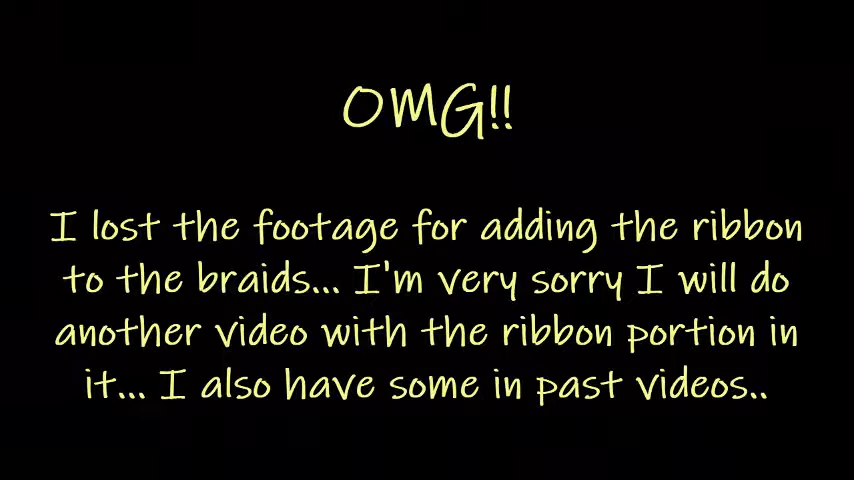 OMG!!
I lost the footage for adding the ribbon
to the braids... I'm very sorry I will do
another video with the ribbon portion in
it... I also have some in past videos..